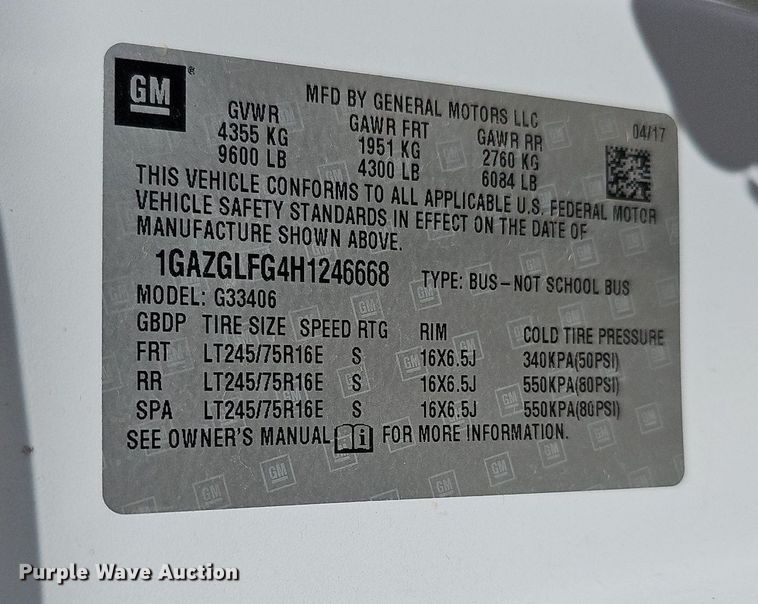 GM ®
MFD BY GENERAL MOTORS LLC
04/17
GVWR GAWR FRT GAWR RR
4355 KG 1951 KG 2760 KG
9600 LB 4300 LB 6084 LB
THIS VEHICLE CONFORMS TO ALL APPLICABLE U.S. FEDERAL MOTOR
VEHICLE SAFETY STANDARDS IN EFFECT ON THE DATE OF
MANUFACTURE SHOWN ABOVE.
1GAZGLFG4H1246668 TYPE: BUS-NOT SCHOOL BUS
MODEL: G33406
GBDP TIRE SIZE SPEED RTG RIM COLD TIRE PRESSURE
FRT LT245/75R16E S 16X6.5J 340KPA(50PSI)
RR LT245/75R16E S 16X6.5J 550KPA(80PSI)
SPA LT245/75R16E S 16X6.5J 550KPA(80PSI)
SEE OWNER'S MANUAL FOR MORE INFORMATION.
Purple Wave Auction